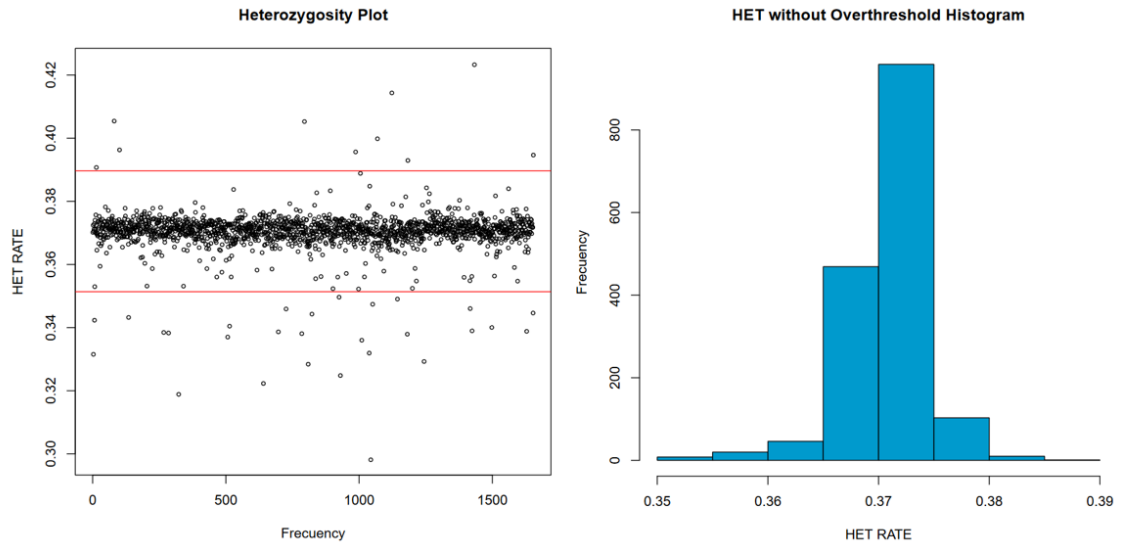 Heterozygosity Plot
HET RATE
0.42
0.40
0.38
0.36
0.34
0.32
0.30
0 500 1000 1500
Frecuency
HET without Overthreshold Histogram
Frecuency
800
600
400
200
0
0.35 0.36 0.37 0.38 0.39
HET RATE